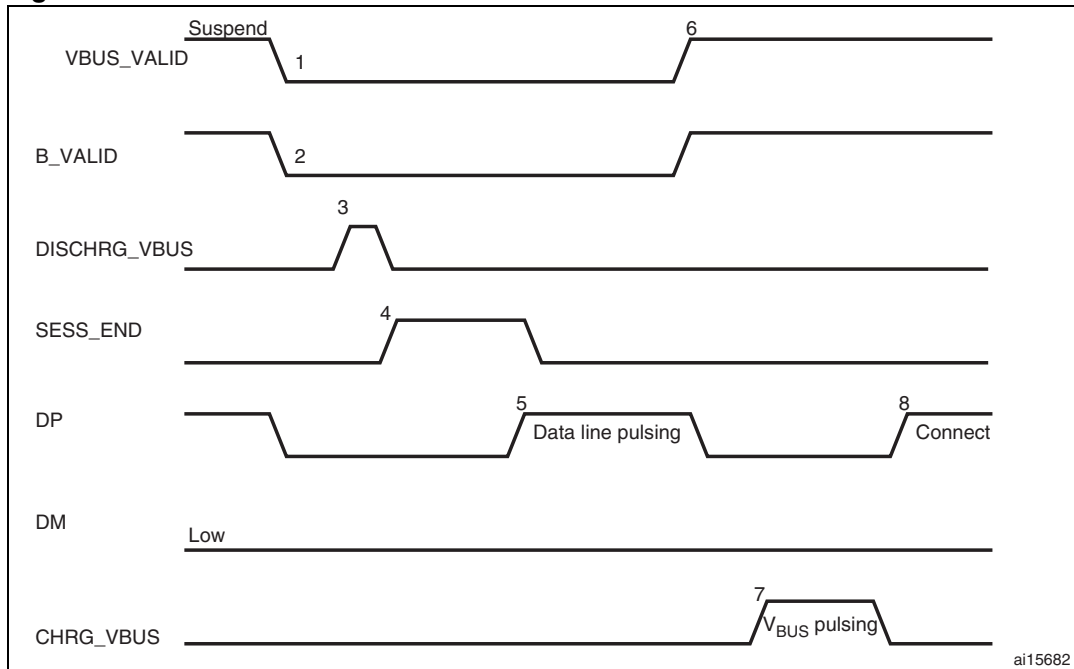 Suspend
6
VBUS_VALID
1
B_VALID
2
3
DISCHRG_VBUS
4
SESS_END
5
8
DP
Data line pulsing
Connect
DM
Low
7
CHRG_VBUS
VBUS pulsing
ai15682